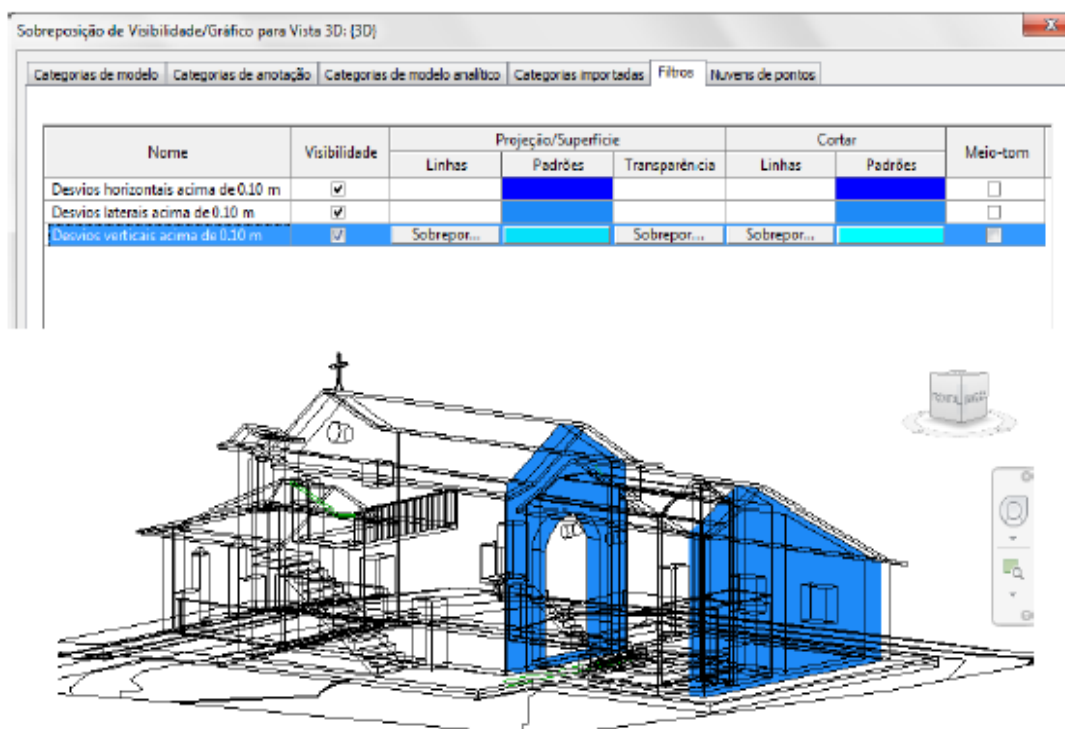 Sobreposição de Visibilidade/Gráfico para Vista 3D: {3D}
Categorias de modelo Categorias de anotação Categorias de modelo analítico Categorias importadas Filtros Nuvens de pontos
Nome Visibilidade Projeção/Superfície Cortar Meio-tom
Linhas Padrões Transparência Linhas Padrões
Desvios horizontais acima de 0.10 m
Desvios laterais acima de 0.10 m
Desvios verticais acima de 0.10 m Sobrepor... Sobrepor... Sobrepor...